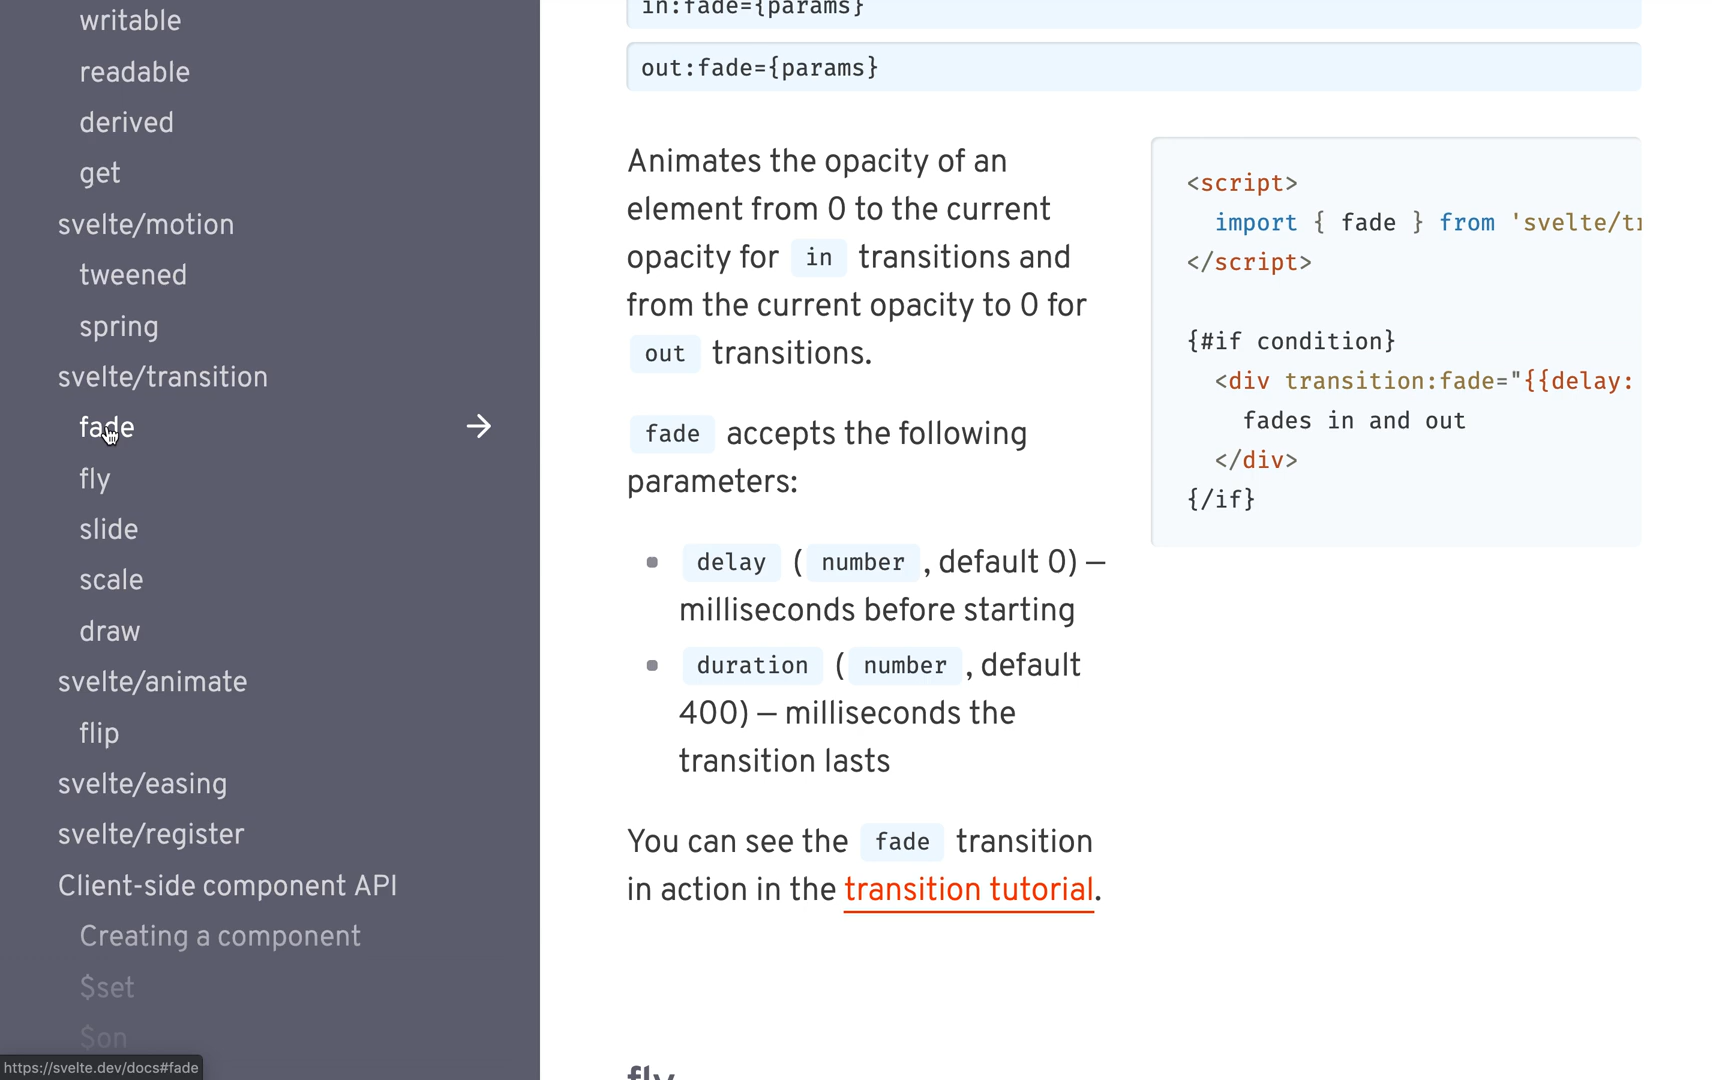 writable
readable
derived
get
svelte/motion
tweened
spring
svelte/transition
fade
fly
slide
scale
draw
svelte/animate
flip
svelte/easing
svelte/register
Client-side component API
Creating a component
$set
$on
https://svelte.dev/docs#fade
in:fade={params}
out:fade={params}
Animates the opacity of an
element from 0 to the current
opacity for in transitions and
from the current opacity to 0 for
out transitions.
fade accepts the following
parameters:
delay (number, default 0) —
milliseconds before starting
duration (number, default
400) — milliseconds the
transition lasts
You can see the fade transition
in action in the transition tutorial.
<script>
import { fade } from 'svelte/tr
</script>
{#if condition}
<div transition:fade="{{delay:
fades in and out
</div>
{/if}
fly